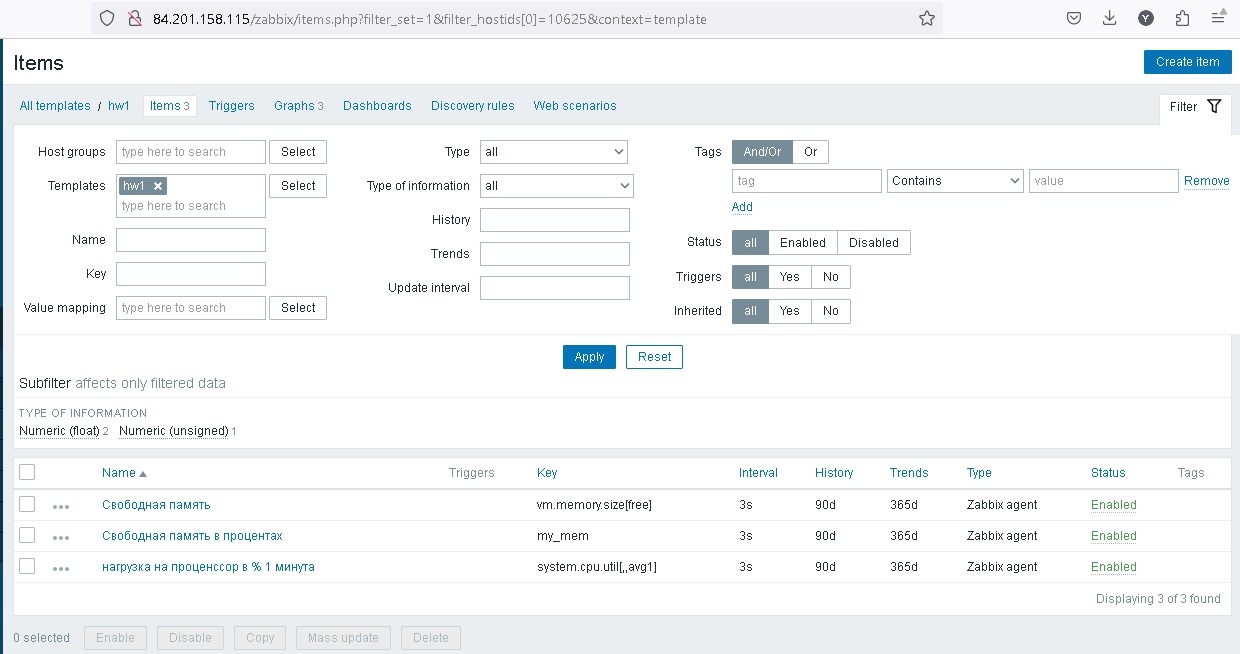 84.201.158.115/zabbix/items.php?filter_set=1&filter_hostids[0]=10625&context=template
Y
Items
Create item
All templates / hw1 Items 3 Triggers Graphs 3 Dashboards Discovery rules Web scenarios
Filter
Host groups type here to search Select Type all Tags And/Or Or
Templates hw1 Select Type of information all tag Contains value Remove
type here to search Add
History
Name Trends Status all Enabled Disabled
Key Update interval Triggers all Yes No
Value mapping type here to search Select Inherited all Yes No
Apply Reset
Subfilter affects only filtered data
TYPE OF INFORMATION
Numeric (float) 2 Numeric (unsigned) 1
Name Triggers Key Interval History Trends Type Status Tags
Свободная память vm.memory.size[free] 3s 90d 365d Zabbix agent Enabled
Свободная память в процентах my_mem 3s 90d 365d Zabbix agent Enabled
нагрузка на проценссор в % 1 минута system.cpu.util[,,avg1] 3s 90d 365d Zabbix agent Enabled
Displaying 3 of 3 found
0 selected Enable Disable Copy Mass update Delete